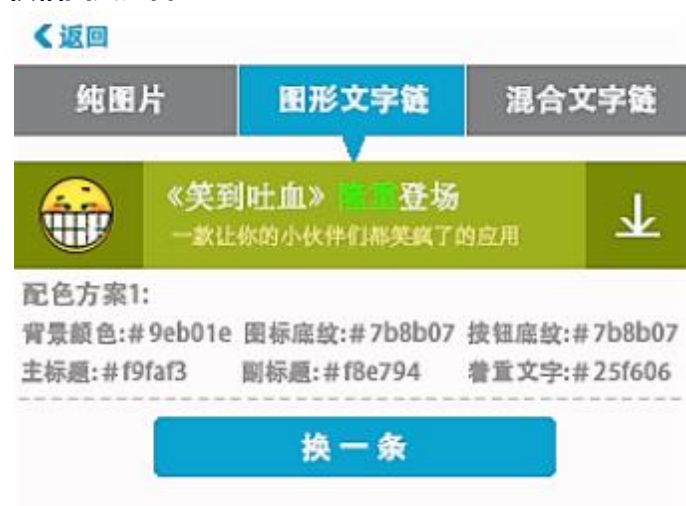 返回
纯图片 图形文字链 混合文字链
《笑到吐血》隆重登场
一款让你的小伙伴们都笑疯了的应用
配色方案1:
背景颜色:#9eb01e 图标底纹:#7b8b07 按钮底纹:#7b8b07
主标题:#f9faf3 副标题:#f8e794 着重文字:#25f606
换一条